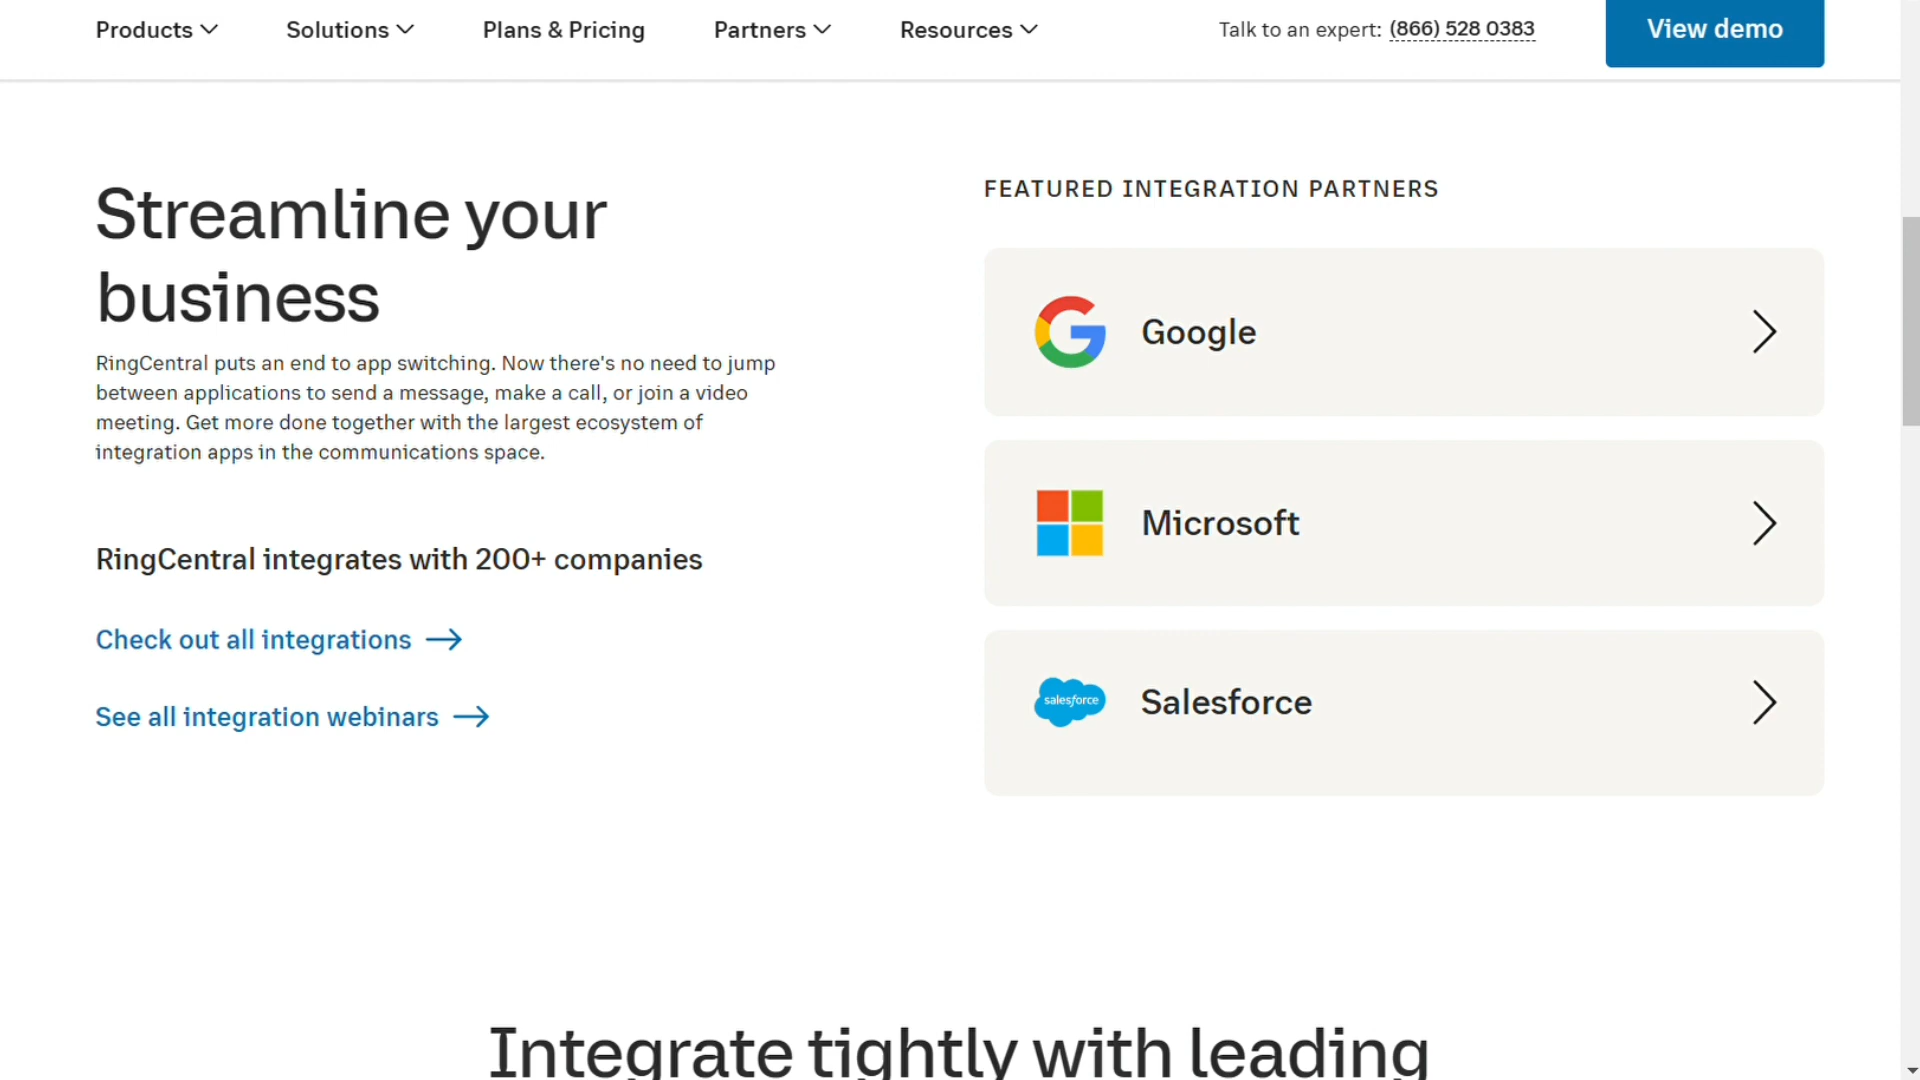 Products
Solutions
Plans & Pricing
Partners
Resources
Talk to an expert: (866) 528 0383
View demo
Streamline your
business
RingCentral puts an end to app switching. Now there's no need to jump
between applications to send a message, make a call, or join a video
meeting. Get more done together with the largest ecosystem of
integration apps in the communications space.
RingCentral integrates with 200+ companies
Check out all integrations
See all integration webinars
FEATURED INTEGRATION PARTNERS
Google
Microsoft
salesforce
Salesforce
Integrate tightly with leading